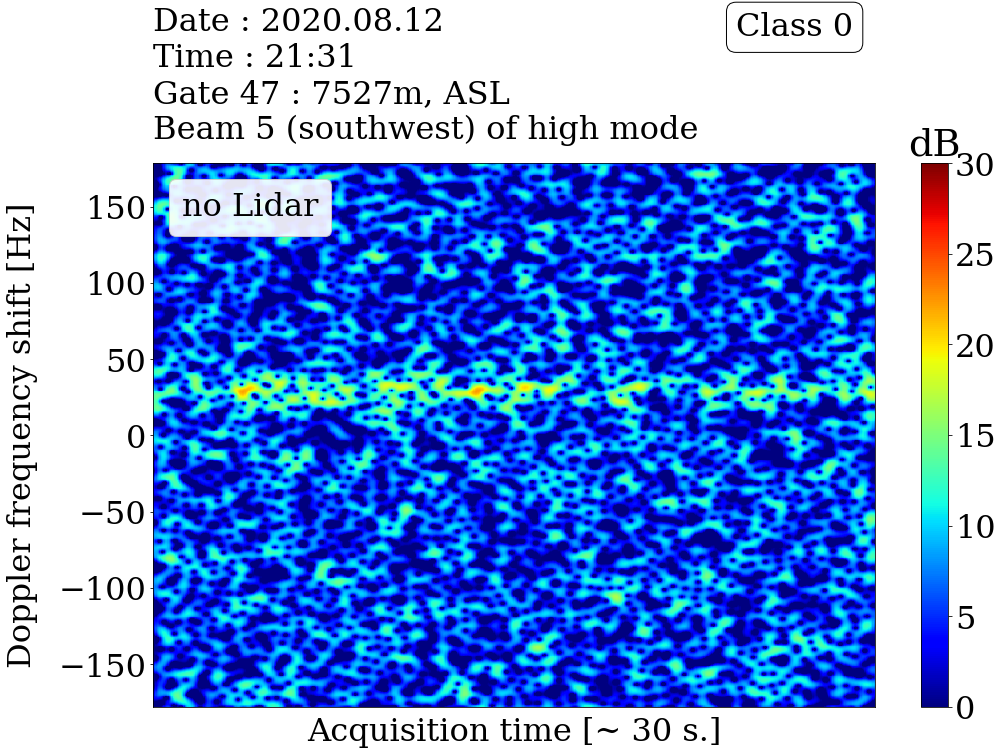 Date : 2020.08.12
Time : 21:31
Gate 47 : 7527m, ASL
Beam 5 (southwest) of high mode
Class 0
no Lidar
Doppler frequency shift [Hz]
150
100
50
0
−50
−100
−150
Acquisition time [~ 30 s.]
dB
30
25
20
15
10
5
0